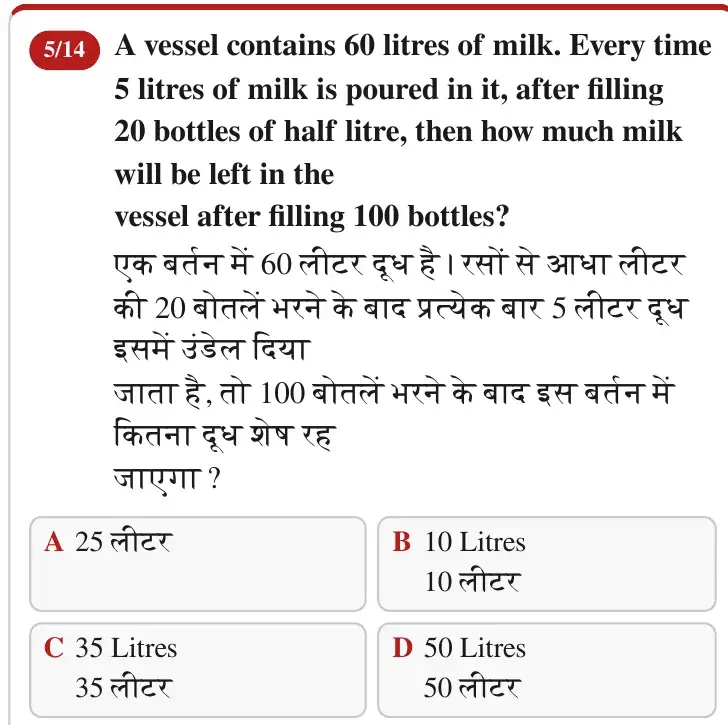 5/14 A vessel contains 60 litres of milk. Every time
5 litres of milk is poured in it, after filling
20 bottles of half litre, then how much milk
will be left in the
vessel after filling 100 bottles?
एक बर्तन में 60 लीटर दूध है। रसों से आधा लीटर
की 20 बोतलें भरने के बाद प्रत्येक बार 5 लीटर दूध
इसमें उंडेल दिया
जाता है, तो 100 बोतलें भरने के बाद इस बर्तन में
कितना दूध शेष रह
जाएगा ?
A 25 लीटर
B 10 Litres
10 लीटर
C 35 Litres
35 लीटर
D 50 Litres
50 लीटर